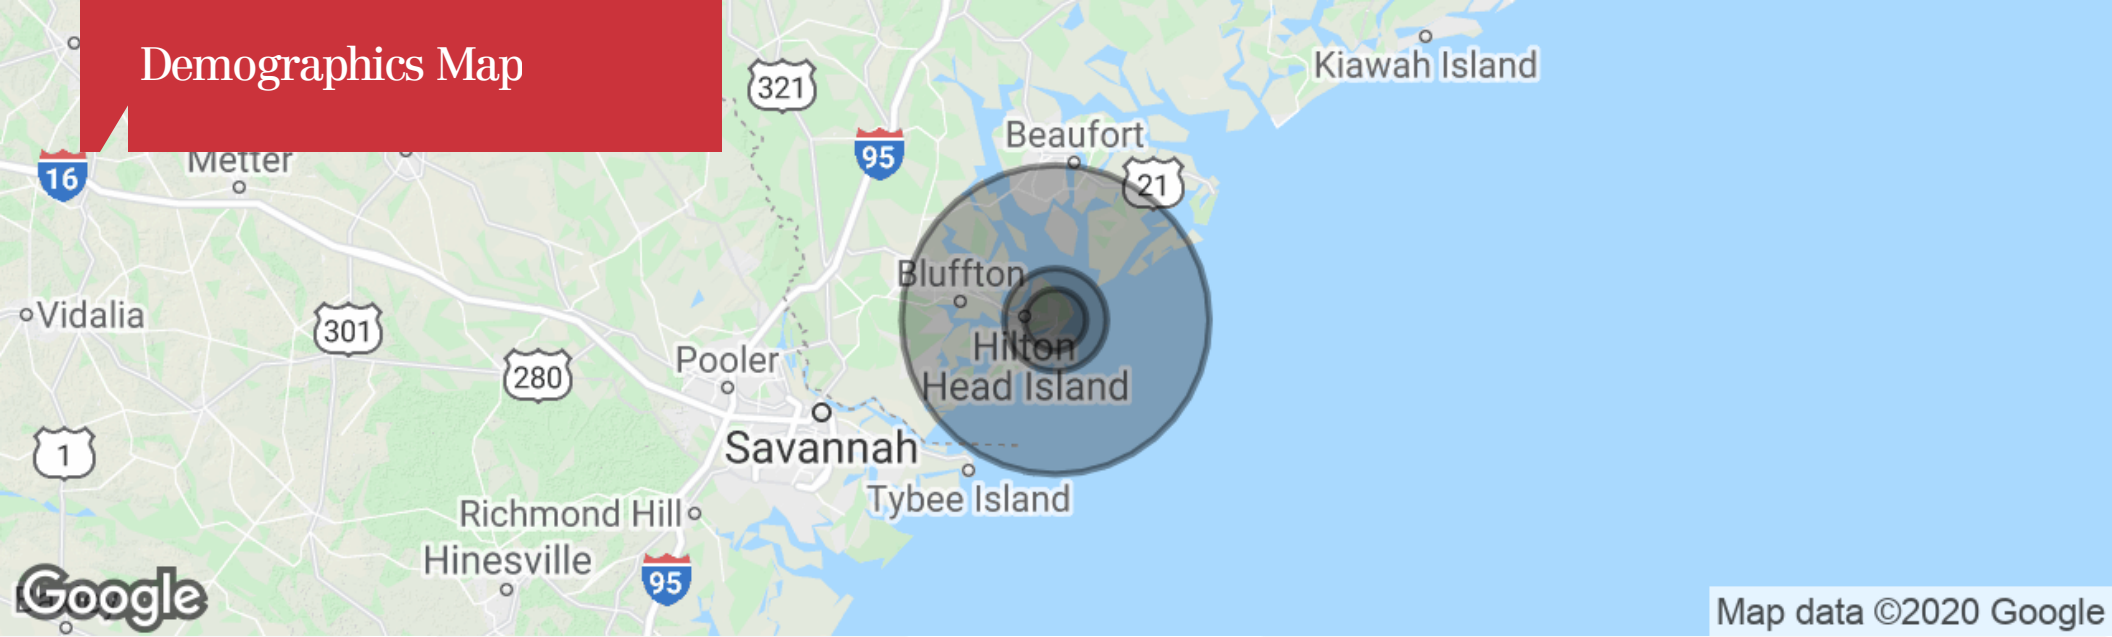 Demographics Map
321
Kiawah Island
Beaufort
95
Metter
16
21
Bluffton
Vidalia
301
Hilton
Head Island
Pooler
280
Savannah
1
Tybee Island
Richmond Hill
Hinesville
95
Google
Map data ©2020 Google